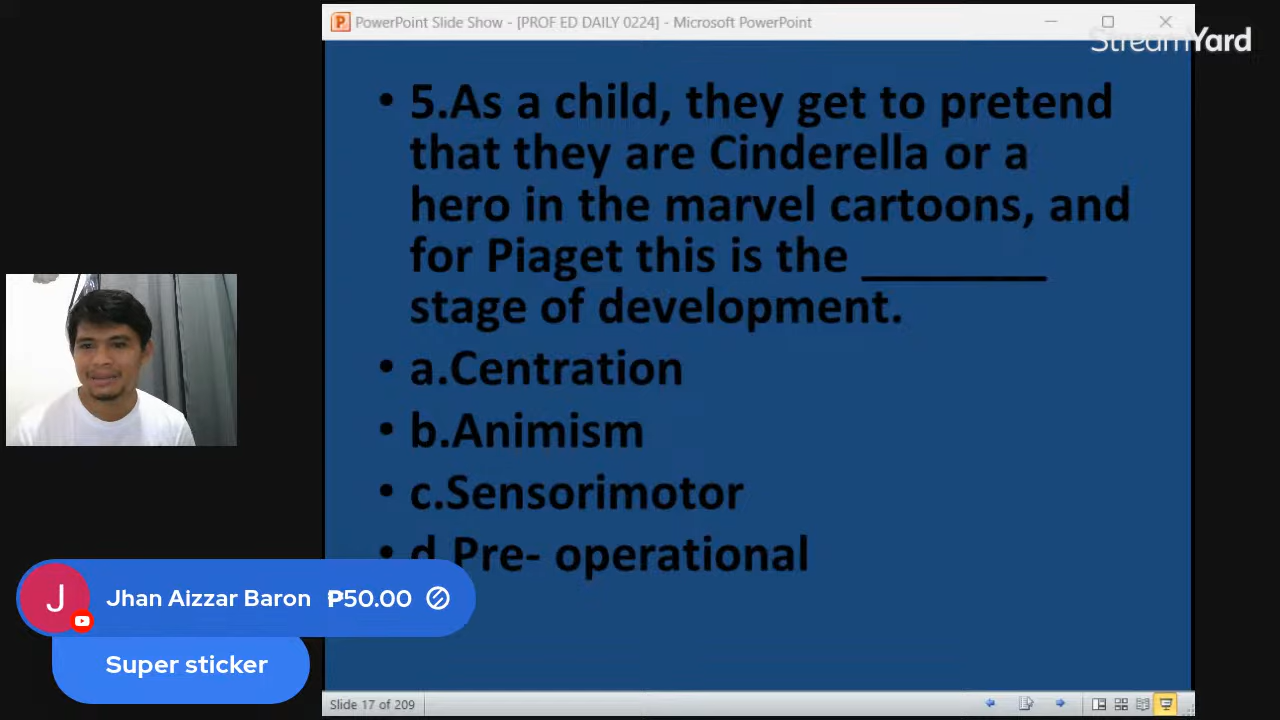 PowerPoint Slide Show - [PROF ED DAILY 0224] - Microsoft PowerPoint
StreamYard
• 5.As a child, they get to pretend
that they are Cinderella or a
hero in the marvel cartoons, and
for Piaget this is the ________
stage of development.
• a.Centration
• b.Animism
• c.Sensorimotor
• d.Pre- operational
J
Jhan Aizzar Baron ₱50.00
Super sticker
Slide 17 of 209